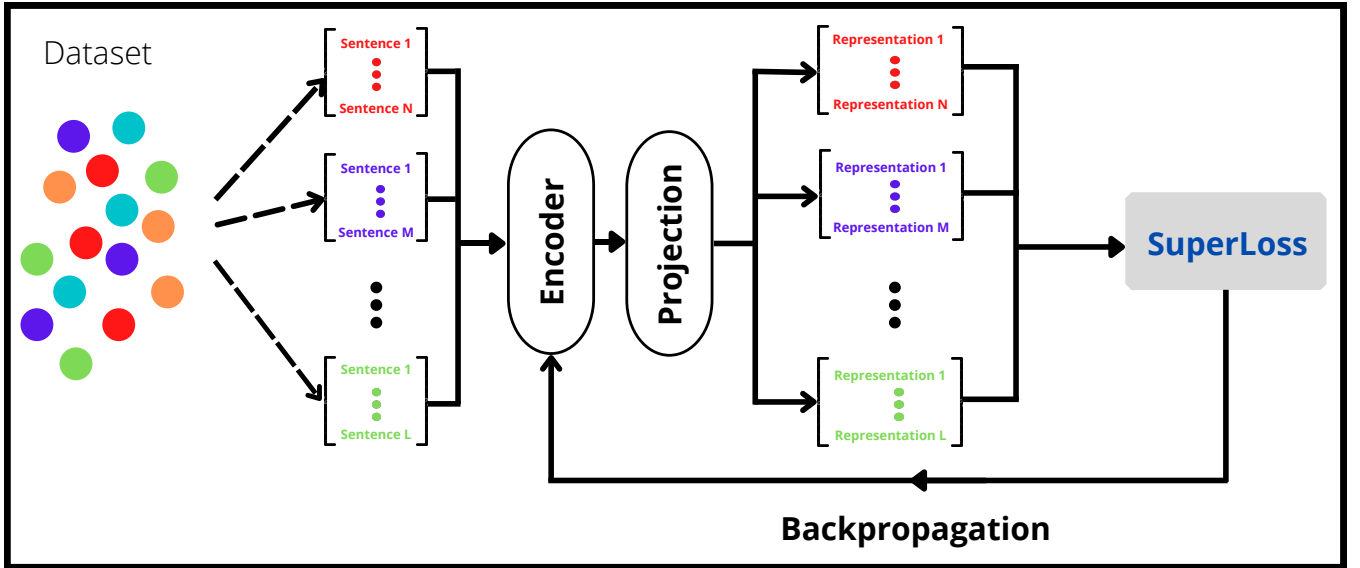 Dataset
Sentence 1
Sentence N
Sentence 1
Sentence M
Sentence 1
Sentence L
Encoder
Projection
Representation 1
Representation N
Representation 1
Representation M
Representation 1
Representation L
SuperLoss
Backpropagation